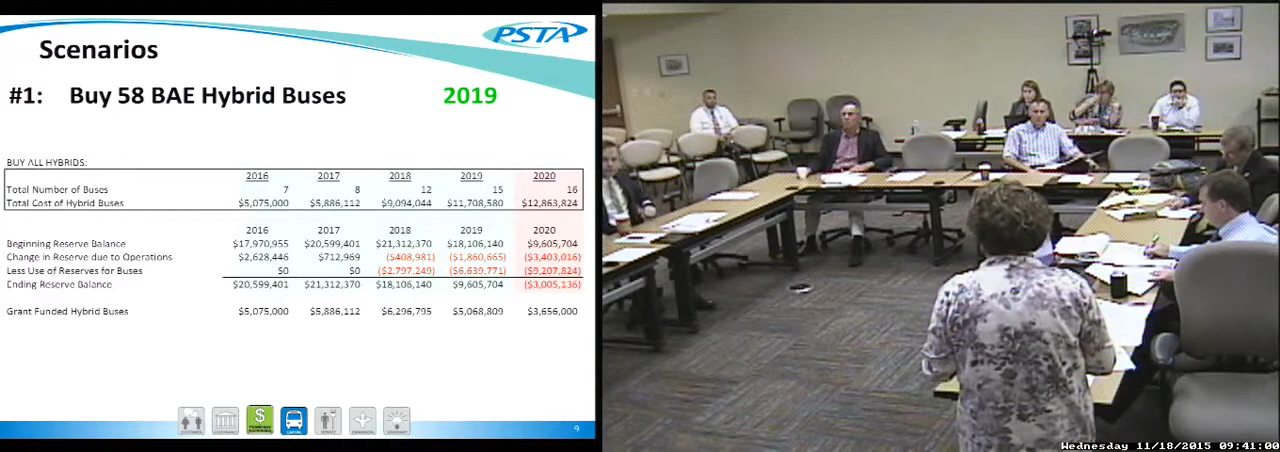 Scenarios
PSTA
#1: Buy 58 BAE Hybrid Buses 2019
BUY ALL HYBRIDS:
2016 2017 2018 2019 2020
Total Number of Buses 7 8 12 15 16
Total Cost of Hybrid Buses $5,075,000 $5,886,112 $9,094,044 $11,708,580 $12,863,824
2016 2017 2018 2019 2020
Beginning Reserve Balance $17,970,955 $20,599,401 $21,312,370 $18,106,140 $9,605,704
Change in Reserve due to Operations $2,628,446 $712,969 ($408,981) ($1,860,665) ($3,403,016)
Less Use of Reserves for Buses $0 $0 ($2,797,249) ($6,639,771) ($9,207,824)
Ending Reserve Balance $20,599,401 $21,312,370 $18,106,140 $9,605,704 ($3,005,136)
Grant Funded Hybrid Buses $5,075,000 $5,886,112 $6,296,795 $5,068,809 $3,656,000
9
Wednesday 11/18/2015 09:41:00